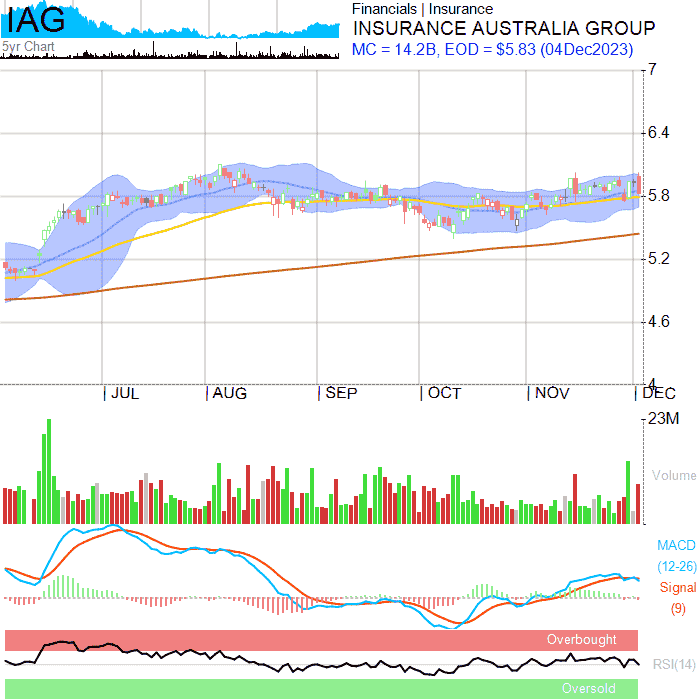 IAG
5yr Chart
Financials | Insurance
INSURANCE AUSTRALIA GROUP
MC = 14.2B, EOD = $5.83 (04Dec2023)
7
6.4
5.8
5.2
4.6
4
JUL
AUG
SEP
OCT
NOV
DEC
23M
Volume
MACD
(12-26)
Signal
(9)
Overbought
RSI(14)
Oversold